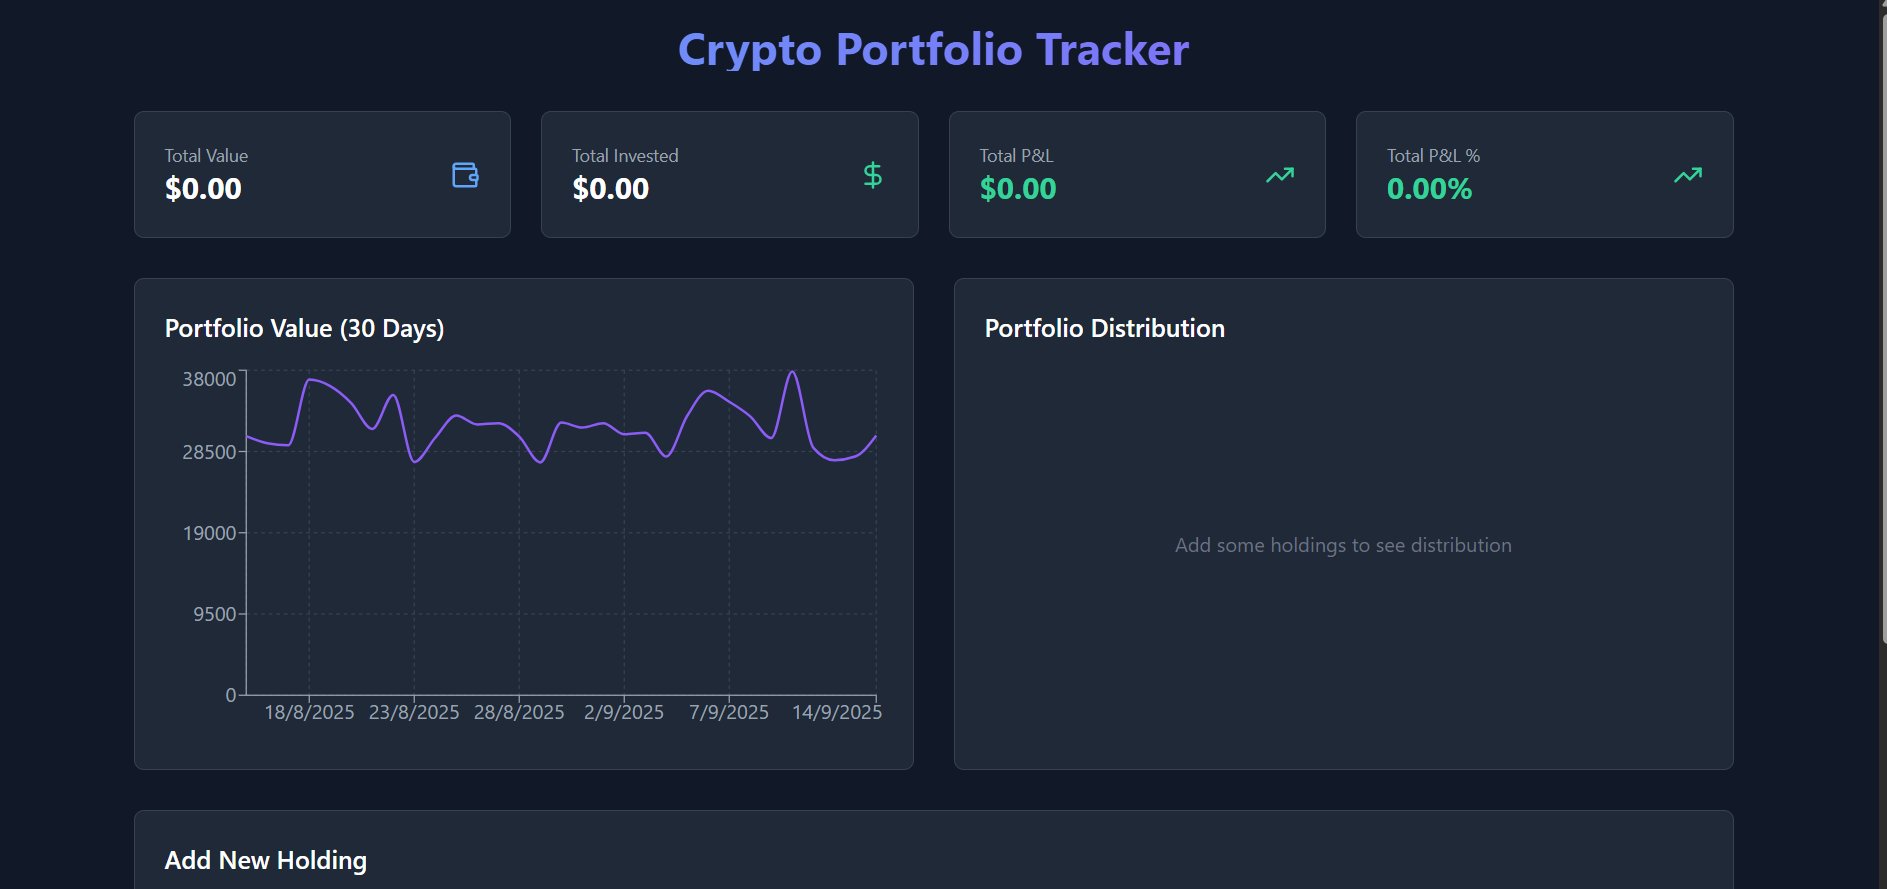 Crypto Portfolio Tracker
Total Value
$0.00
Total Invested
$0.00
Total P&L
$0.00
Total P&L %
0.00%
Portfolio Value (30 Days)
38000
28500
19000
9500
0
18/8/2025 23/8/2025 28/8/2025 2/9/2025 7/9/2025 14/9/2025
Portfolio Distribution
Add some holdings to see distribution
Add New Holding